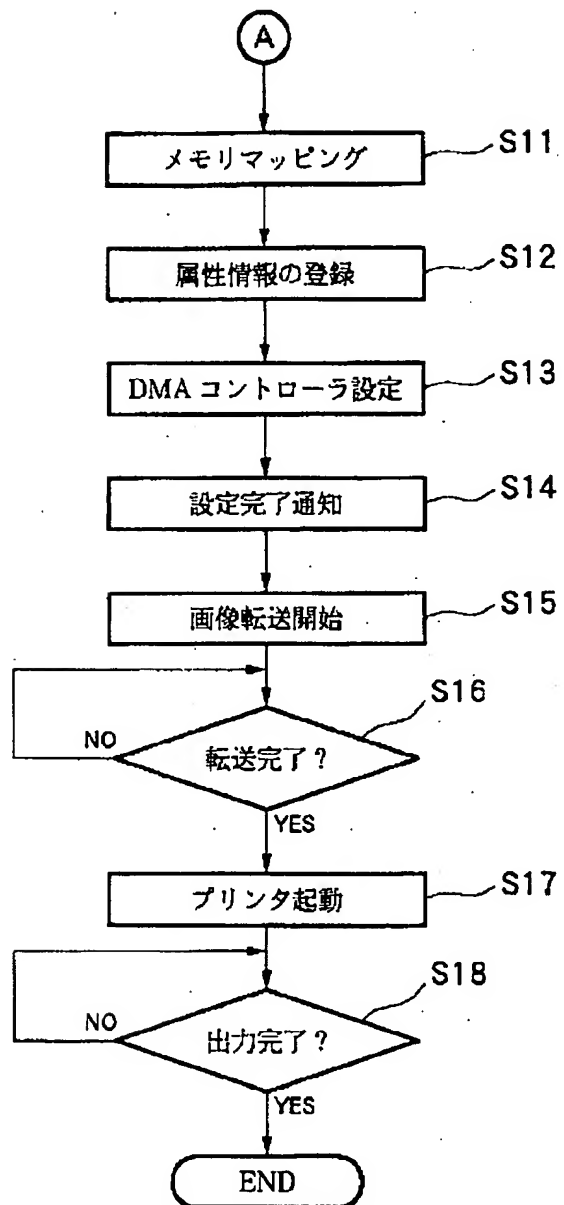 A
メモリマッピング
S11
属性情報の登録
S12
DMA コントローラ設定
S13
設定完了通知
S14
画像転送開始
S15
転送完了？
S16
NO
YES
プリンタ起動
S17
出力完了？
S18
NO
YES
END